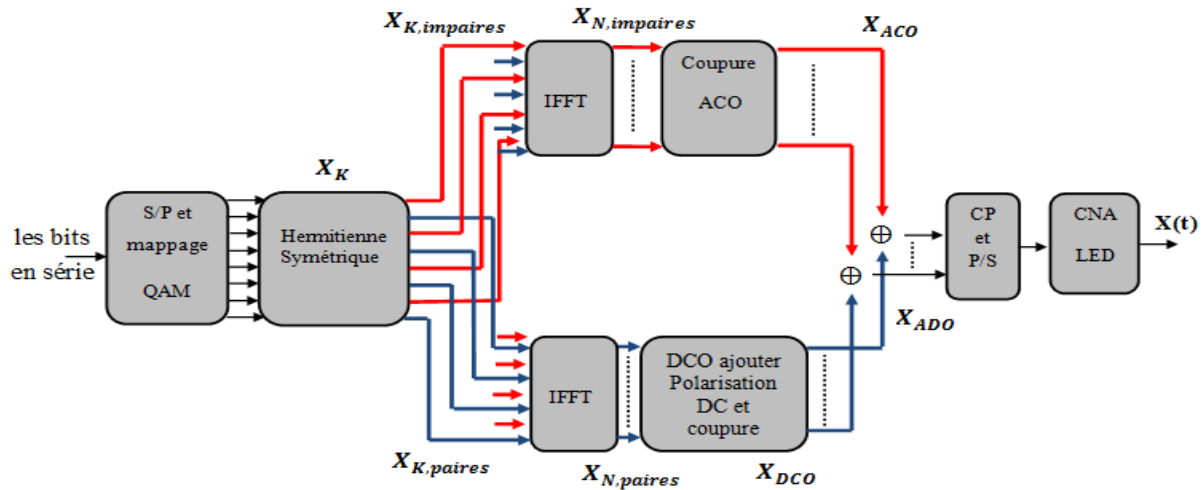 X_{K,impaires}
X_{N,impaires}
X_{ACO}
IFFT
Coupure
ACO
X_K
les bits
en série
S/P et
mappage
QAM
Hermitienne
Symétrique
⊕
⊕
CP
et
P/S
CNA
LED
X(t)
X_{ADO}
IFFT
DCO ajouter
Polarisation
DC et
coupure
X_{K,paires}
X_{N,paires}
X_{DCO}